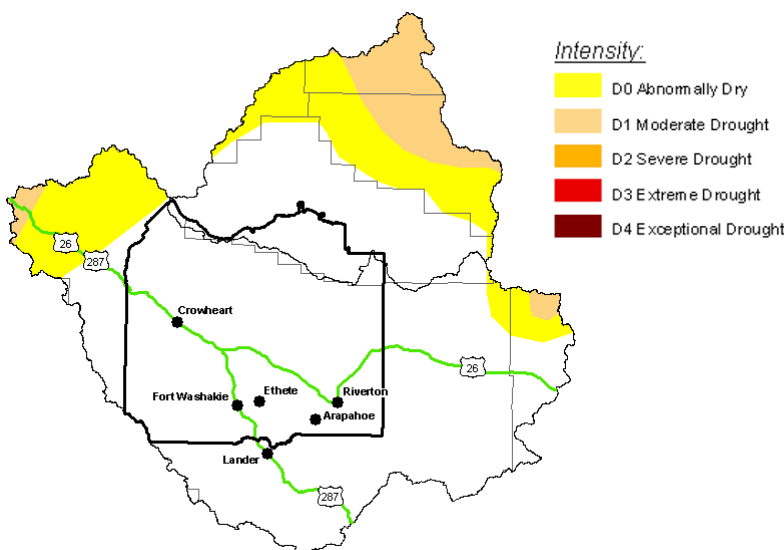 Intensity:
D0 Abnormally Dry
D1 Moderate Drought
D2 Severe Drought
D3 Extreme Drought
D4 Exceptional Drought
26
287
Crowheart
26
Fort Washakie
Ethete
Riverton
Arapahoe
Lander
287